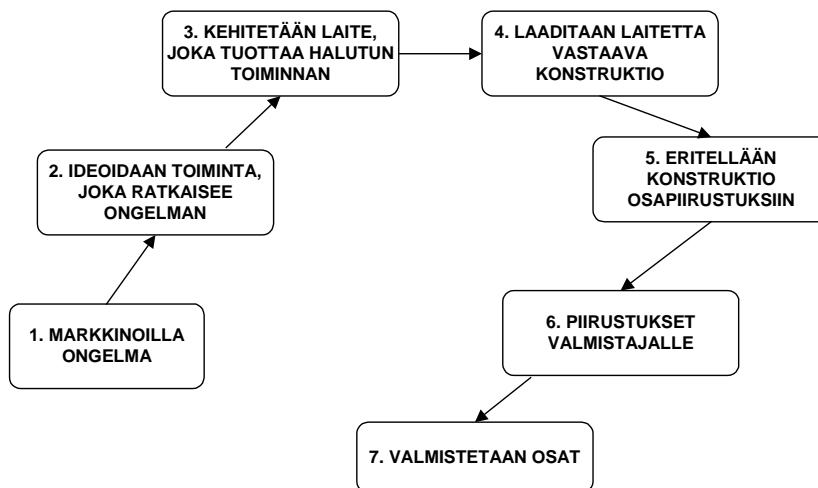 1. MARKKINOILLA
ONGELMA
2. IDEOIDAAN TOIMINTA,
JOKA RATKAISEE
ONGELMAN
3. KEHITETÄÄN LAITE,
JOKA TUOTTAA HALUTUN
TOIMINNAN
4. LAADITAAN LAITETTA
VASTAAVA
KONSTRUKTIO
5. ERITELLÄÄN
KONSTRUKTIO
OSAPIIRUSTUKSIIN
6. PIIRUSTUKSET
VALMISTAJALLE
7. VALMISTETAAN OSAT